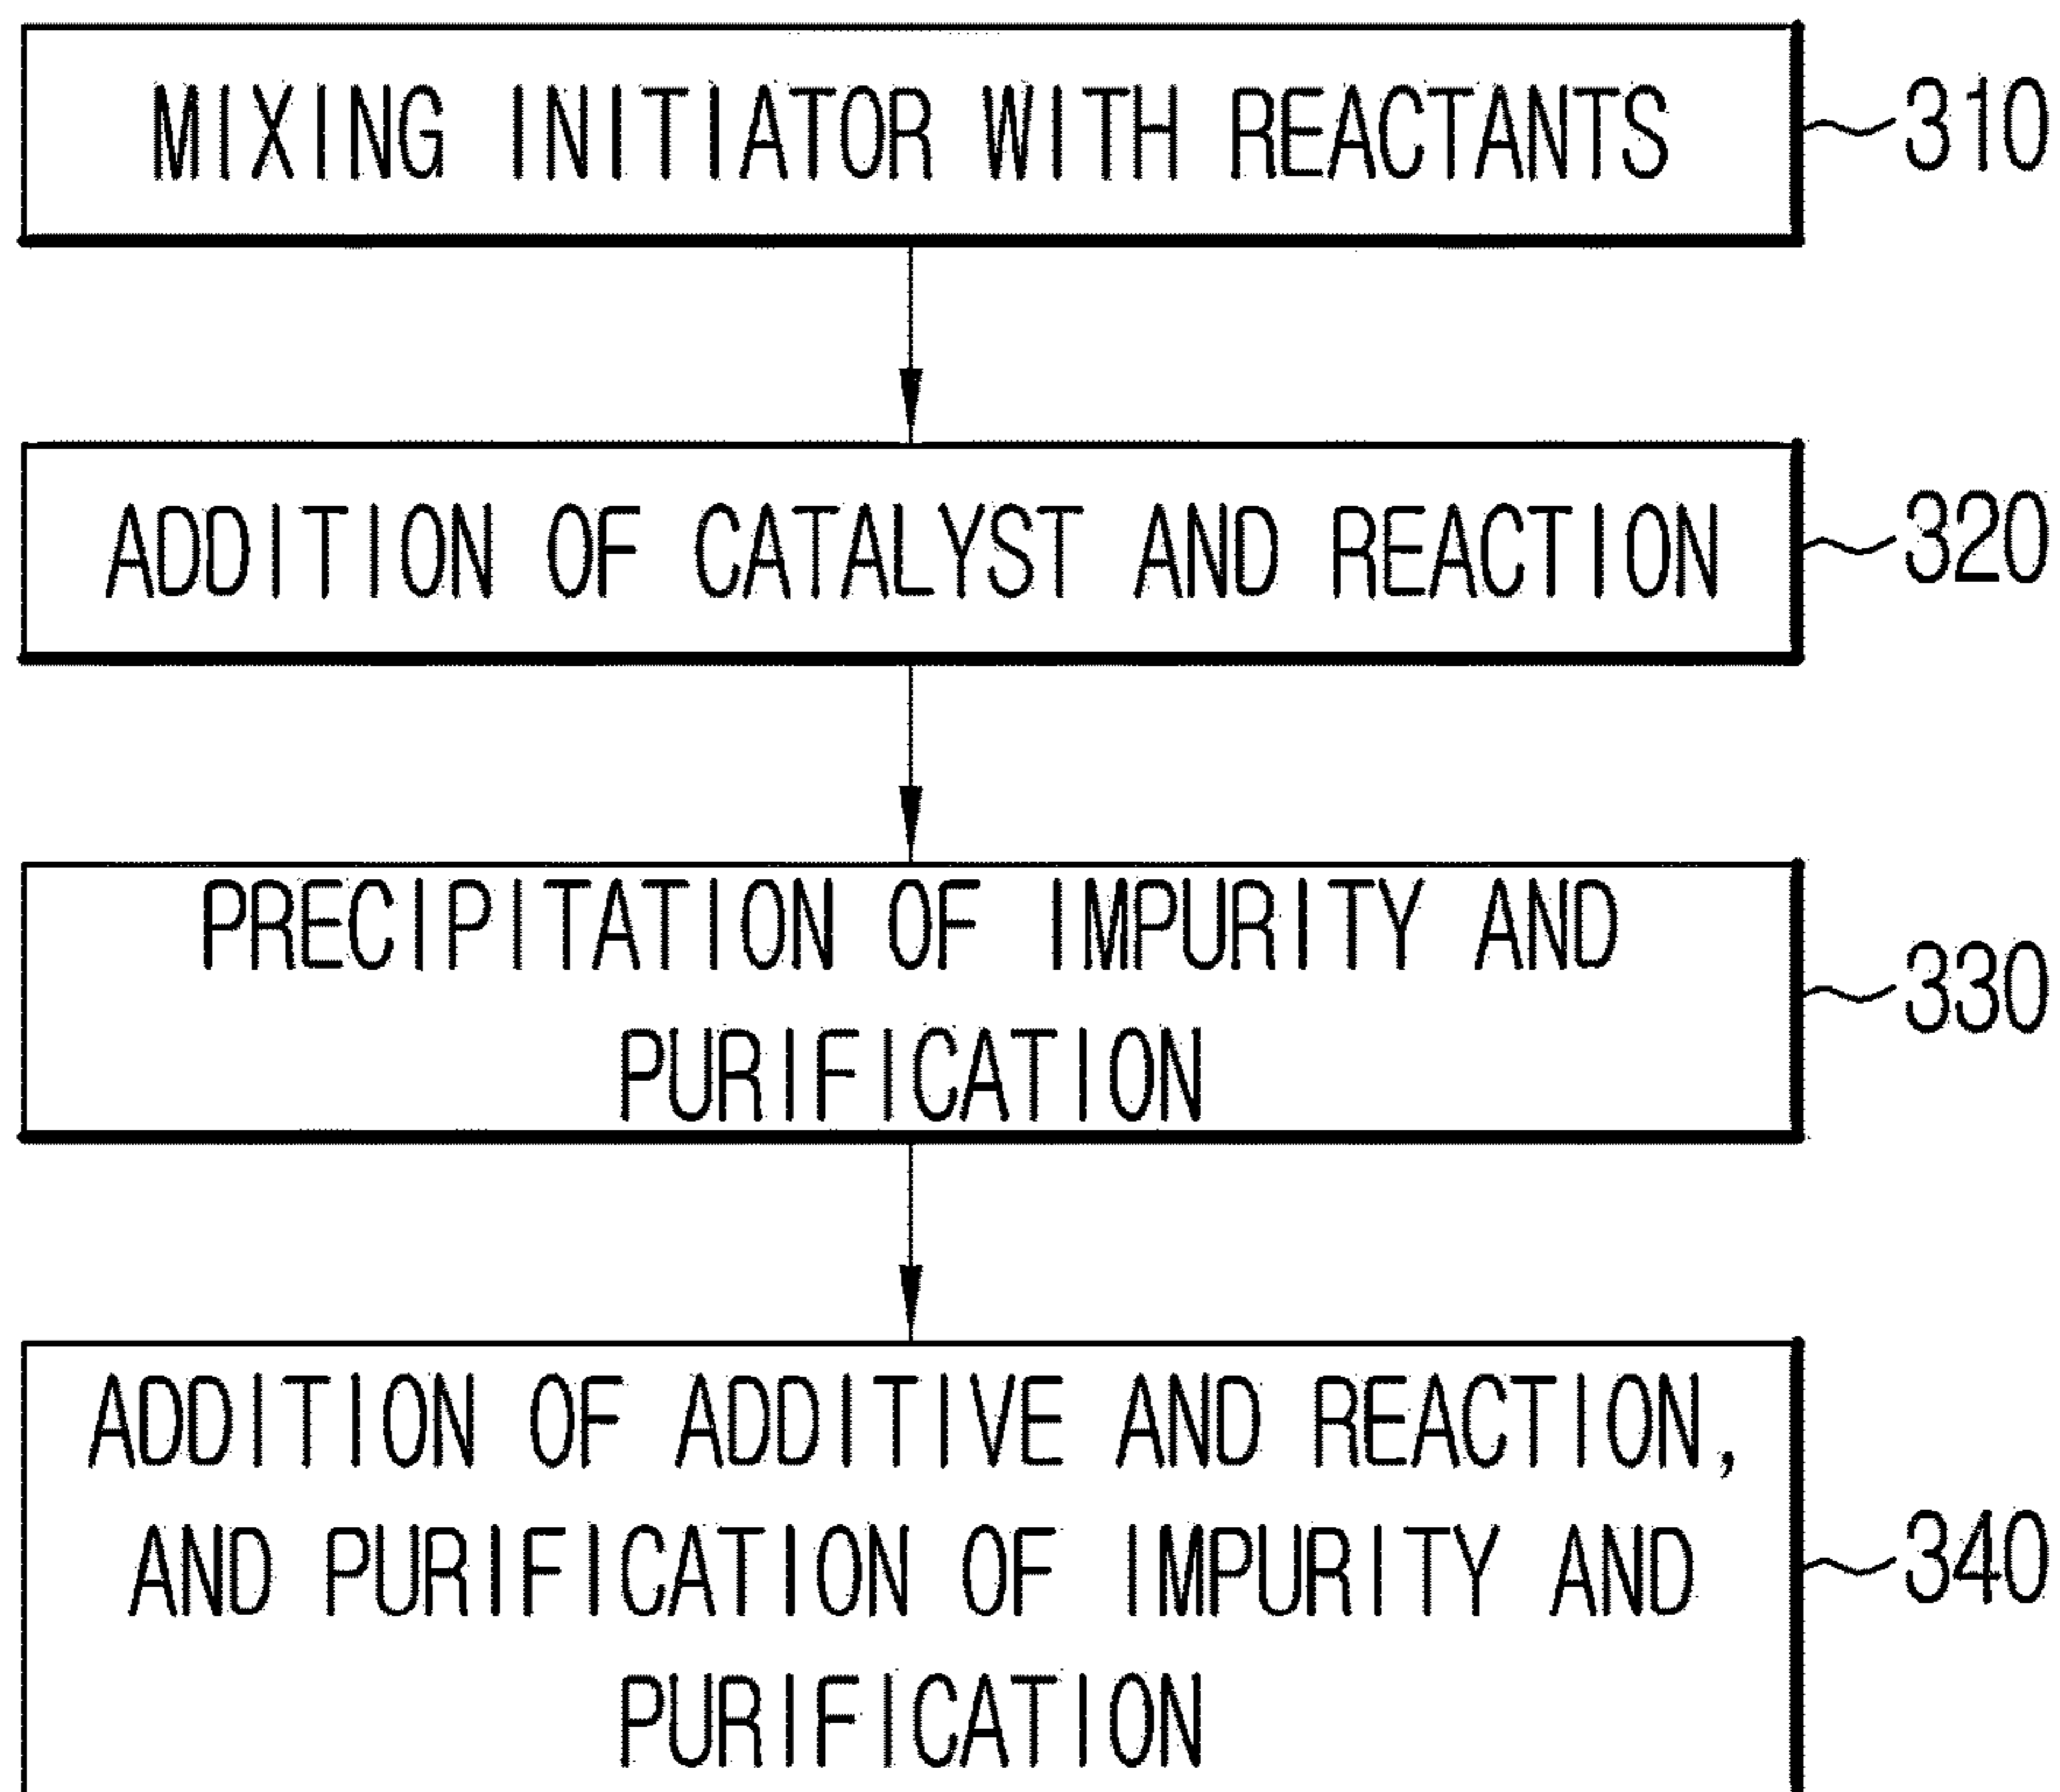 MIXING INITIATOR WITH REACTANTS
310
ADDITION OF CATALYST AND REACTION
320
PRECIPITATION OF IMPURITY AND
PURIFICATION
330
ADDITION OF ADDITIVE AND REACTION,
AND PURIFICATION OF IMPURITY AND
PURIFICATION
340